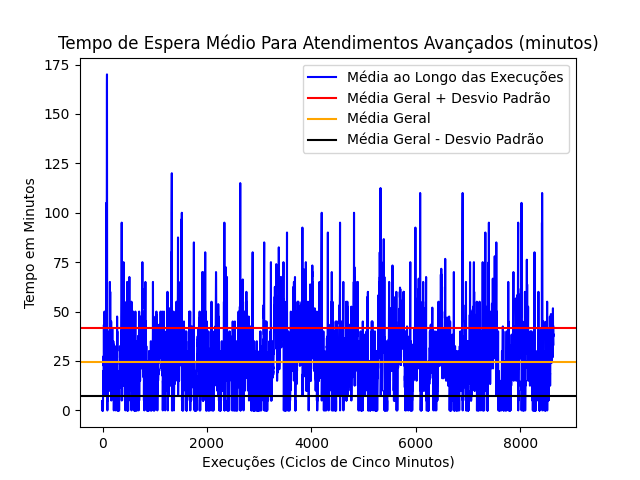 Tempo de Espera Médio Para Atendimentos Avançados (minutos)
Média ao Longo das Execuções
Média Geral + Desvio Padrão
Média Geral
Média Geral - Desvio Padrão
Tempo em Minutos
175
150
125
100
75
50
25
0
0 2000 4000 6000 8000
Execuções (Ciclos de Cinco Minutos)